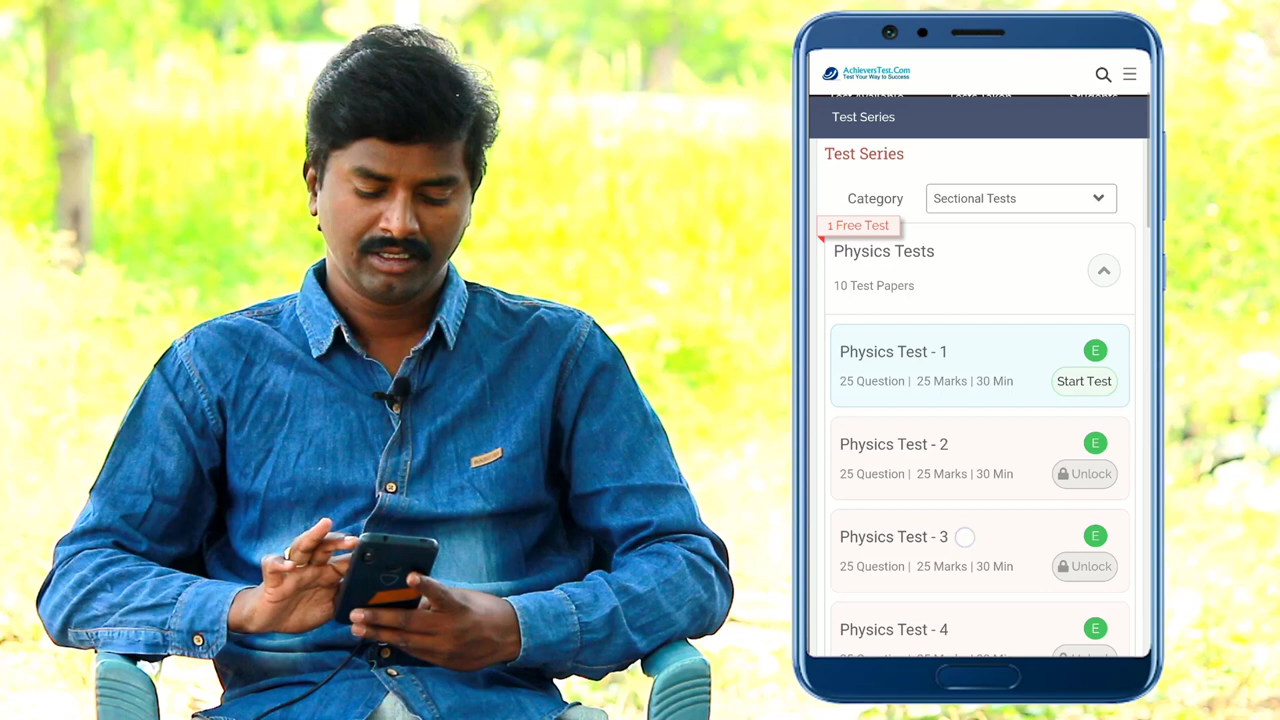 AchieversTest.Com
Test Your Way to Success
Test Series
Test Series
Category
Sectional Tests
1 Free Test
Physics Tests
10 Test Papers
Physics Test - 1
E
25 Question | 25 Marks | 30 Min
Start Test
Physics Test - 2
E
25 Question | 25 Marks | 30 Min
Unlock
Physics Test - 3
E
25 Question | 25 Marks | 30 Min
Unlock
Physics Test - 4
E